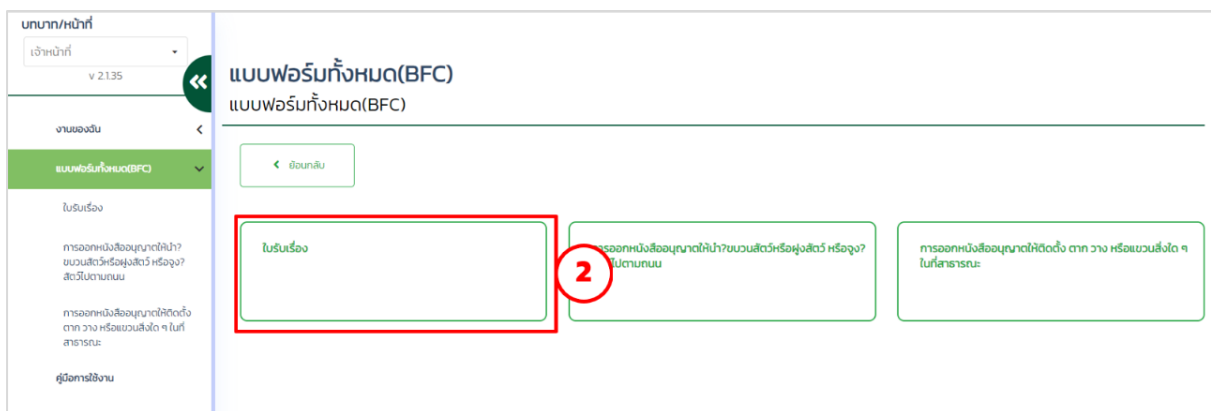 บทบาท/หน้าที่
เจ้าหน้าที่
v 2.1.35
งานของฉัน
แบบฟอร์มทั้งหมด(BFC)
ใบรับเรื่อง
การออกหนังสืออนุญาตให้นำ?
ขบวนสัตว์หรือฝูงสัตว์ หรือจูง?
สัตว์ไปตามถนน
การออกหนังสืออนุญาตให้ติดตั้ง
ตาก วาง หรือแขวนสิ่งใด ๆ ในที่
สาธารณะ
คู่มือการใช้งาน
แบบฟอร์มทั้งหมด(BFC)
แบบฟอร์มทั้งหมด(BFC)
ย้อนกลับ
ใบรับเรื่อง
2
การออกหนังสืออนุญาตให้นำ?ขบวนสัตว์หรือฝูงสัตว์ หรือจูง?
ไปตามถนน
การออกหนังสืออนุญาตให้ติดตั้ง ตาก วาง หรือแขวนสิ่งใด ๆ
ในที่สาธารณะ